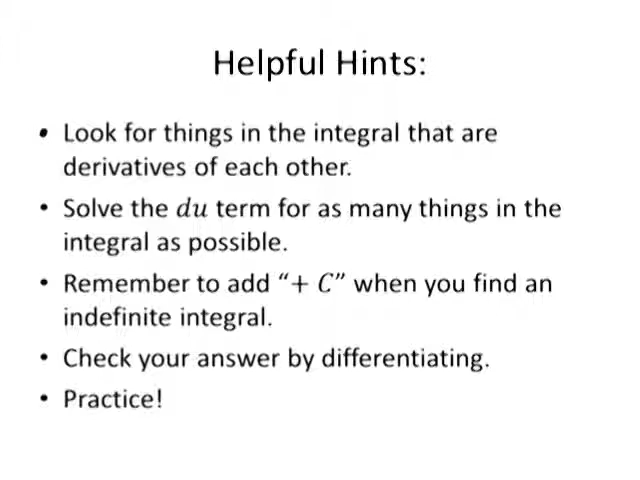 Helpful Hints:
• Look for things in the integral that are
derivatives of each other.
• Solve the du term for as many things in the
integral as possible.
• Remember to add “+ C” when you find an
indefinite integral.
• Check your answer by differentiating.
• Practice!